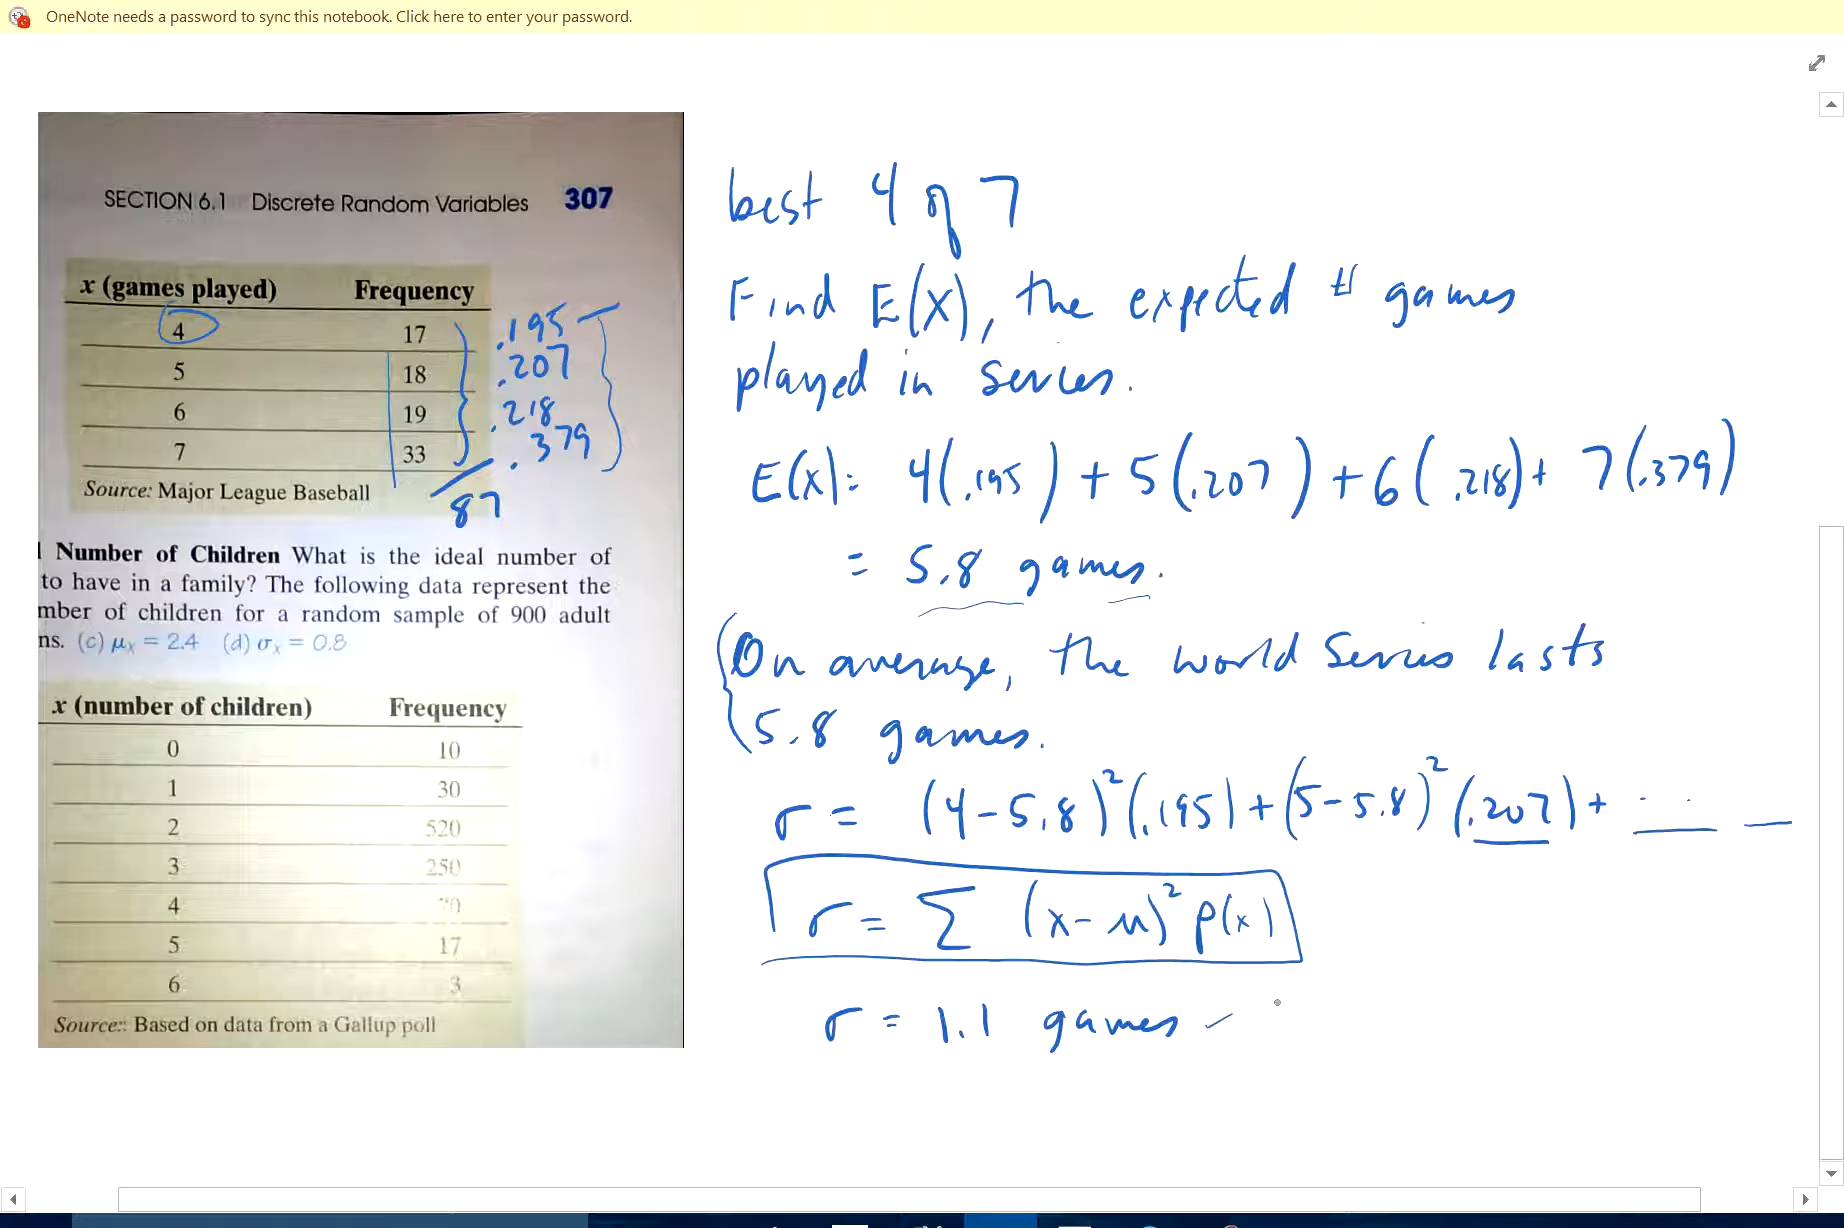 OneNote needs a password to sync this notebook. Click here to enter your password.
SECTION 6.1 Discrete Random Variables 307
x (games played) Frequency
4 17 .195
5 18 .207
6 19 .218
7 33 .379
Source: Major League Baseball
87
Number of Children What is the ideal number of
to have in a family? The following data represent the
mber of children for a random sample of 900 adult
ns. (c) μx = 2.4 (d) σx = 0.8
x (number of children) Frequency
0 10
1 30
2 520
3 250
4 70
5 17
6 3
Source:: Based on data from a Gallup poll
best 4 of 7
Find E(X), the expected # games
played in series.
E(x)= 4(.195) + 5(.207) + 6(.218) + 7(.379)
= 5.8 games.
On average, the world Series lasts
5.8 games.
σ = (4-5.8)²(.195) + (5-5.8)²(.207) + ...
σ = Σ (x-μ)² P(x)
σ = 1.1 games